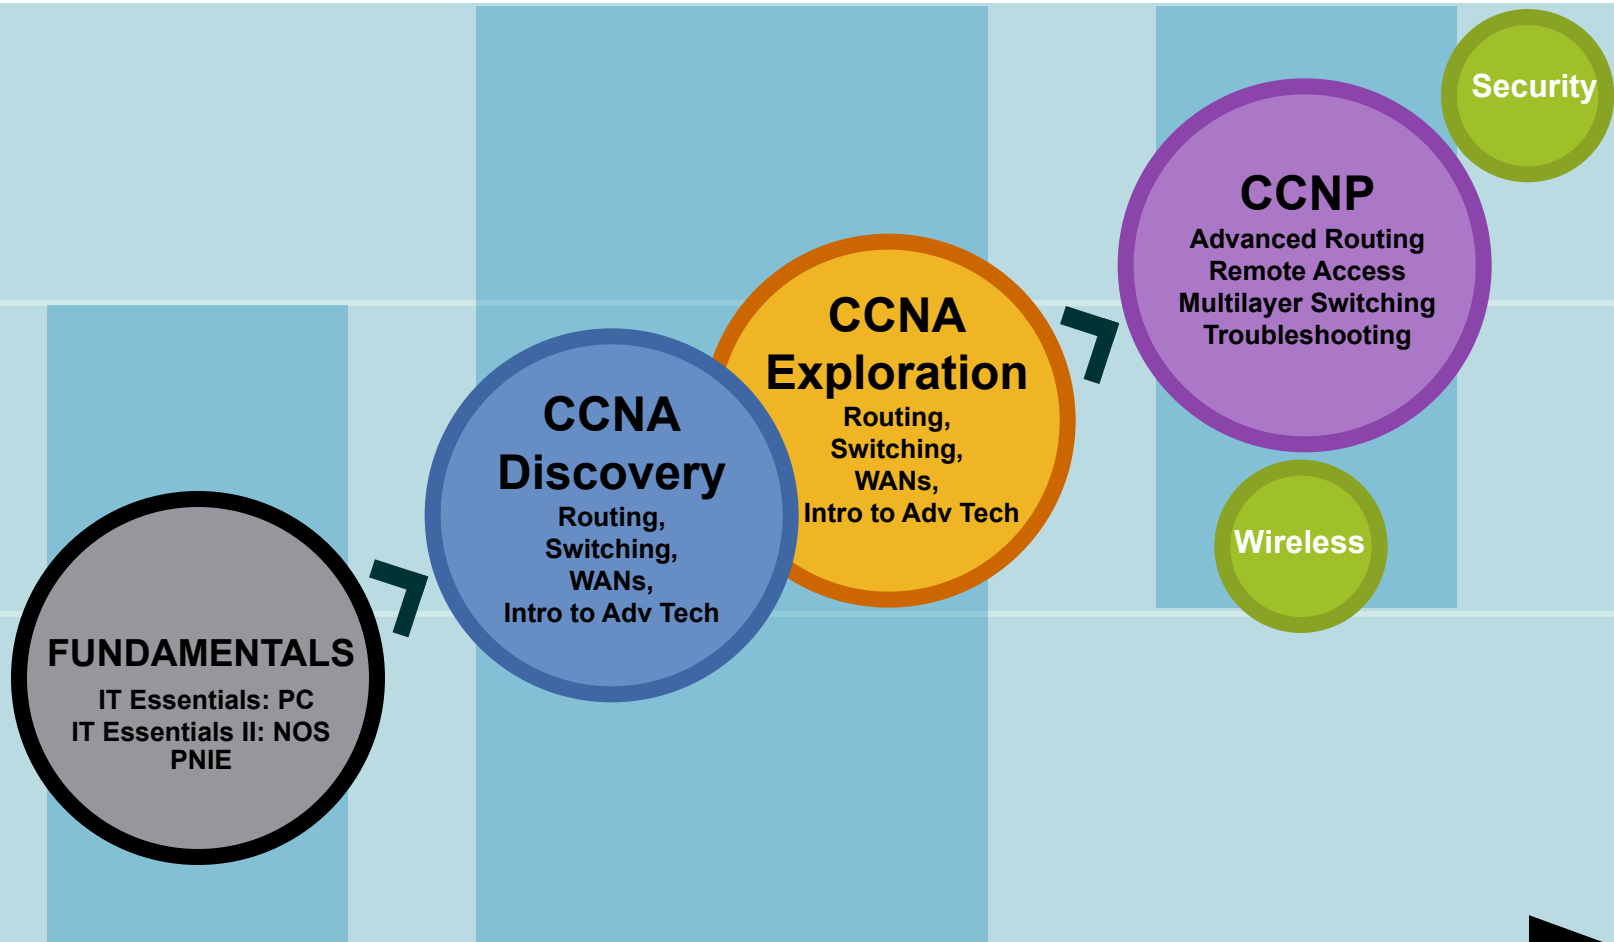 Security
CCNP
Advanced Routing
Remote Access
Multilayer Switching
Troubleshooting
CCNA
Exploration
Routing,
Switching,
WANs,
Intro to Adv Tech
CCNA
Discovery
Routing,
Switching,
WANs,
Intro to Adv Tech
Wireless
FUNDAMENTALS
IT Essentials: PC
IT Essentials II: NOS
PNIE